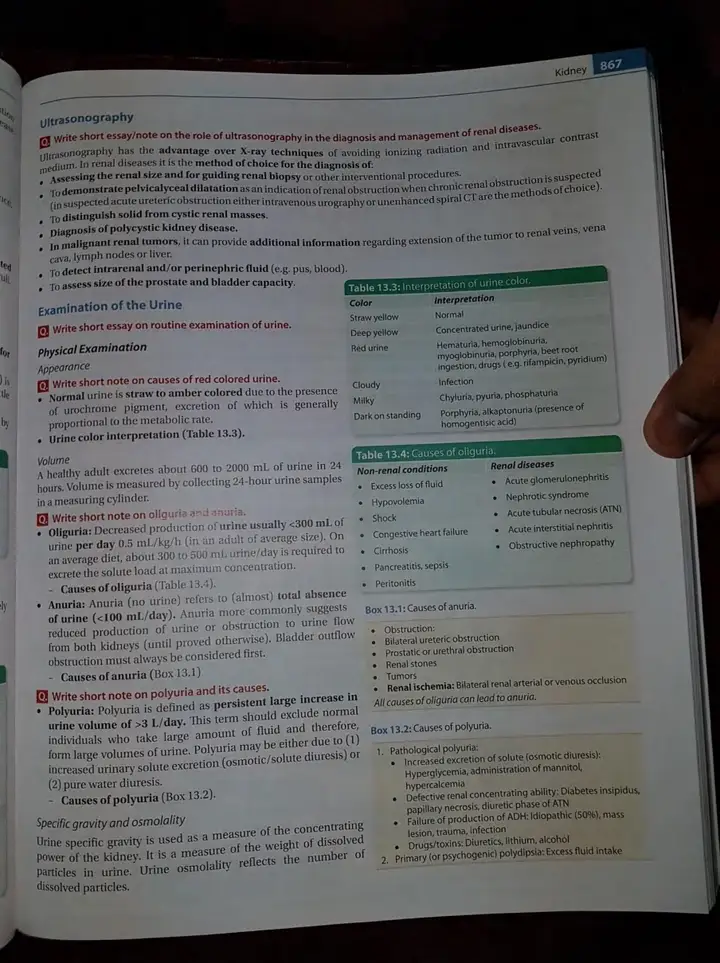 Kidney 867
Ultrasonography
Q Write short essay/note on the role of ultrasonography in the diagnosis and management of renal diseases.
Ultrasonography has the advantage over X-ray techniques of avoiding ionizing radiation and intravascular contrast
medium. In renal diseases it is the method of choice for the diagnosis of:
• Assessing the renal size and for guiding renal biopsy or other interventional procedures.
• To demonstrate pelvicalyceal dilatation as an indication of renal obstruction when chronic renal obstruction is suspected
(in suspected acute ureteric obstruction either intravenous urography or unenhanced spiral CT are the methods of choice).
• To distinguish solid from cystic renal masses.
• Diagnosis of polycystic kidney disease.
• In malignant renal tumors, it can provide additional information regarding extension of the tumor to renal veins, vena
cava, lymph nodes or liver.
• To detect intrarenal and/or perinephric fluid (e.g. pus, blood).
• To assess size of the prostate and bladder capacity.
Examination of the Urine
Q Write short essay on routine examination of urine.
Physical Examination
Appearance
Q Write short note on causes of red colored urine.
• Normal urine is straw to amber colored due to the presence
of urochrome pigment, excretion of which is generally
proportional to the metabolic rate.
• Urine color interpretation (Table 13.3).
Volume
A healthy adult excretes about 600 to 2000 mL of urine in 24
hours. Volume is measured by collecting 24-hour urine samples
in a measuring cylinder.
Q Write short note on oliguria and anuria.
• Oliguria: Decreased production of urine usually <300 mL of
urine per day 0.5 mL/kg/h (in an adult of average size). On
an average diet, about 300 to 500 mL urine/day is required to
excrete the solute load at maximum concentration.
– Causes of oliguria (Table 13.4).
• Anuria: Anuria (no urine) refers to (almost) total absence
of urine (<100 mL/day). Anuria more commonly suggests
reduced production of urine or obstruction to urine flow
from both kidneys (until proved otherwise). Bladder outflow
obstruction must always be considered first.
– Causes of anuria (Box 13.1)
Q Write short note on polyuria and its causes.
• Polyuria: Polyuria is defined as persistent large increase in
urine volume of >3 L/day. This term should exclude normal
individuals who take large amount of fluid and therefore,
form large volumes of urine. Polyuria may be either due to (1)
increased urinary solute excretion (osmotic/solute diuresis) or
(2) pure water diuresis.
– Causes of polyuria (Box 13.2).
Specific gravity and osmolality
Urine specific gravity is used as a measure of the concentrating
power of the kidney. It is a measure of the weight of dissolved
particles in urine. Urine osmolality reflects the number of
dissolved particles.
Table 13.3: Interpretation of urine color.
Color Interpretation
Straw yellow Normal
Deep yellow Concentrated urine, jaundice
Red urine Hematuria, hemoglobinuria,
myoglobinuria, porphyria, beet root
ingestion, drugs (e.g. rifampicin, pyridium)
Cloudy Infection
Milky Chyluria, pyuria, phosphaturia
Dark on standing Porphyria, alkaptonuria (presence of
homogentisic acid)
Table 13.4: Causes of oliguria.
Non-renal conditions Renal diseases
• Excess loss of fluid • Acute glomerulonephritis
• Hypovolemia • Nephrotic syndrome
• Shock • Acute tubular necrosis (ATN)
• Congestive heart failure • Acute interstitial nephritis
• Cirrhosis • Obstructive nephropathy
• Pancreatitis, sepsis
• Peritonitis
Box 13.1: Causes of anuria.
• Obstruction:
• Bilateral ureteric obstruction
• Prostatic or urethral obstruction
• Renal stones
• Tumors
• Renal ischemia: Bilateral renal arterial or venous occlusion
All causes of oliguria can lead to anuria.
Box 13.2: Causes of polyuria.
1. Pathological polyuria:
• Increased excretion of solute (osmotic diuresis):
Hyperglycemia, administration of mannitol,
hypercalcemia
• Defective renal concentrating ability: Diabetes insipidus,
papillary necrosis, diuretic phase of ATN
• Failure of production of ADH: Idiopathic (50%), mass
lesion, trauma, infection
• Drugs/toxins: Diuretics, lithium, alcohol
2. Primary (or psychogenic) polydipsia: Excess fluid intake